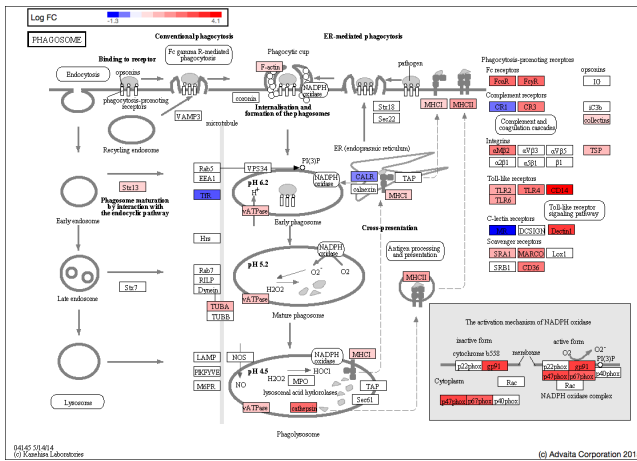 Log FC
-1.3
4.1
PHAGOSOME
Conventional phagocytosis
ER-mediated phagocytosis
Binding to receptor
Endocytosis
opsonins
Fc gamma R-mediated
phagocytosis
Phagocytic cup
F-actin
NADPH
oxidase
pathogen
phagocytosis-promoting
receptors
VAMP3
coronin
Internalisation and
formation of the phagosomes
microtubule
Stx18
Sec22
MHCI
MHCII
Recycling endosome
ER (endoplasmic reticulum)
Phagocytosis-promoting receptors
Fc receptors
opsonins
FcαR
FcγR
Complement receptors
CR1
CR3
iC3b
Complement and
coagulation cascades
collectins
Integrins
αMβ2
αVβ3
αVβ5
TSP
α2β1
α5β1
Toll-like receptors
TLR2
TLR4
CD14
TLR6
Toll-like receptor
signaling pathway
C-lectin receptors
DCSIGN
Dectin1
Scavenger receptors
SRA1
MARCO
Lox1
SRB1
CD36
Rab5
EEA1
VPS34
PI(3)P
TfR
Stx13
Phagosome maturation
by interaction with
the endocytic pathway
pH 6.2
H+
vATPase
NADPH
oxidase
CALR
calnexin
TAP
MHCI
Early endosome
Early phagosome
Cross-presentation
Hrs
Antigen processing
and presentation
MHCII
pH 5.2
NADPH
oxidase
O2-
O2
H2O2
Rab7
RILP
Dynein
Stx7
vATPase
Late endosome
TUBA
TUBB
Mature phagosome
LAMP
PIKFYVE
M6PR
NOS
NO
pH 4.5
NADPH
oxidase
HOCl
H2O2
MPO
MHCI
TAP
Sec61
lysosomal acid hydrolases
vATPase
cathepsin
Lysosome
Phagolysosome
The activation mechanism of NADPH oxidase
inactive form
active form
cytochrome b558
membrane
O2
O2-
p22phox
gp91
p22phox
gp91
PI(3)P
p47phox
p67phox
p40phox
Rac
Rac
Cytoplasm
p47phox
p67phox
p40phox
NADPH oxidase complex
04145 5/14/14
(c) Kanehisa Laboratories
(c) Advaita Corporation 201